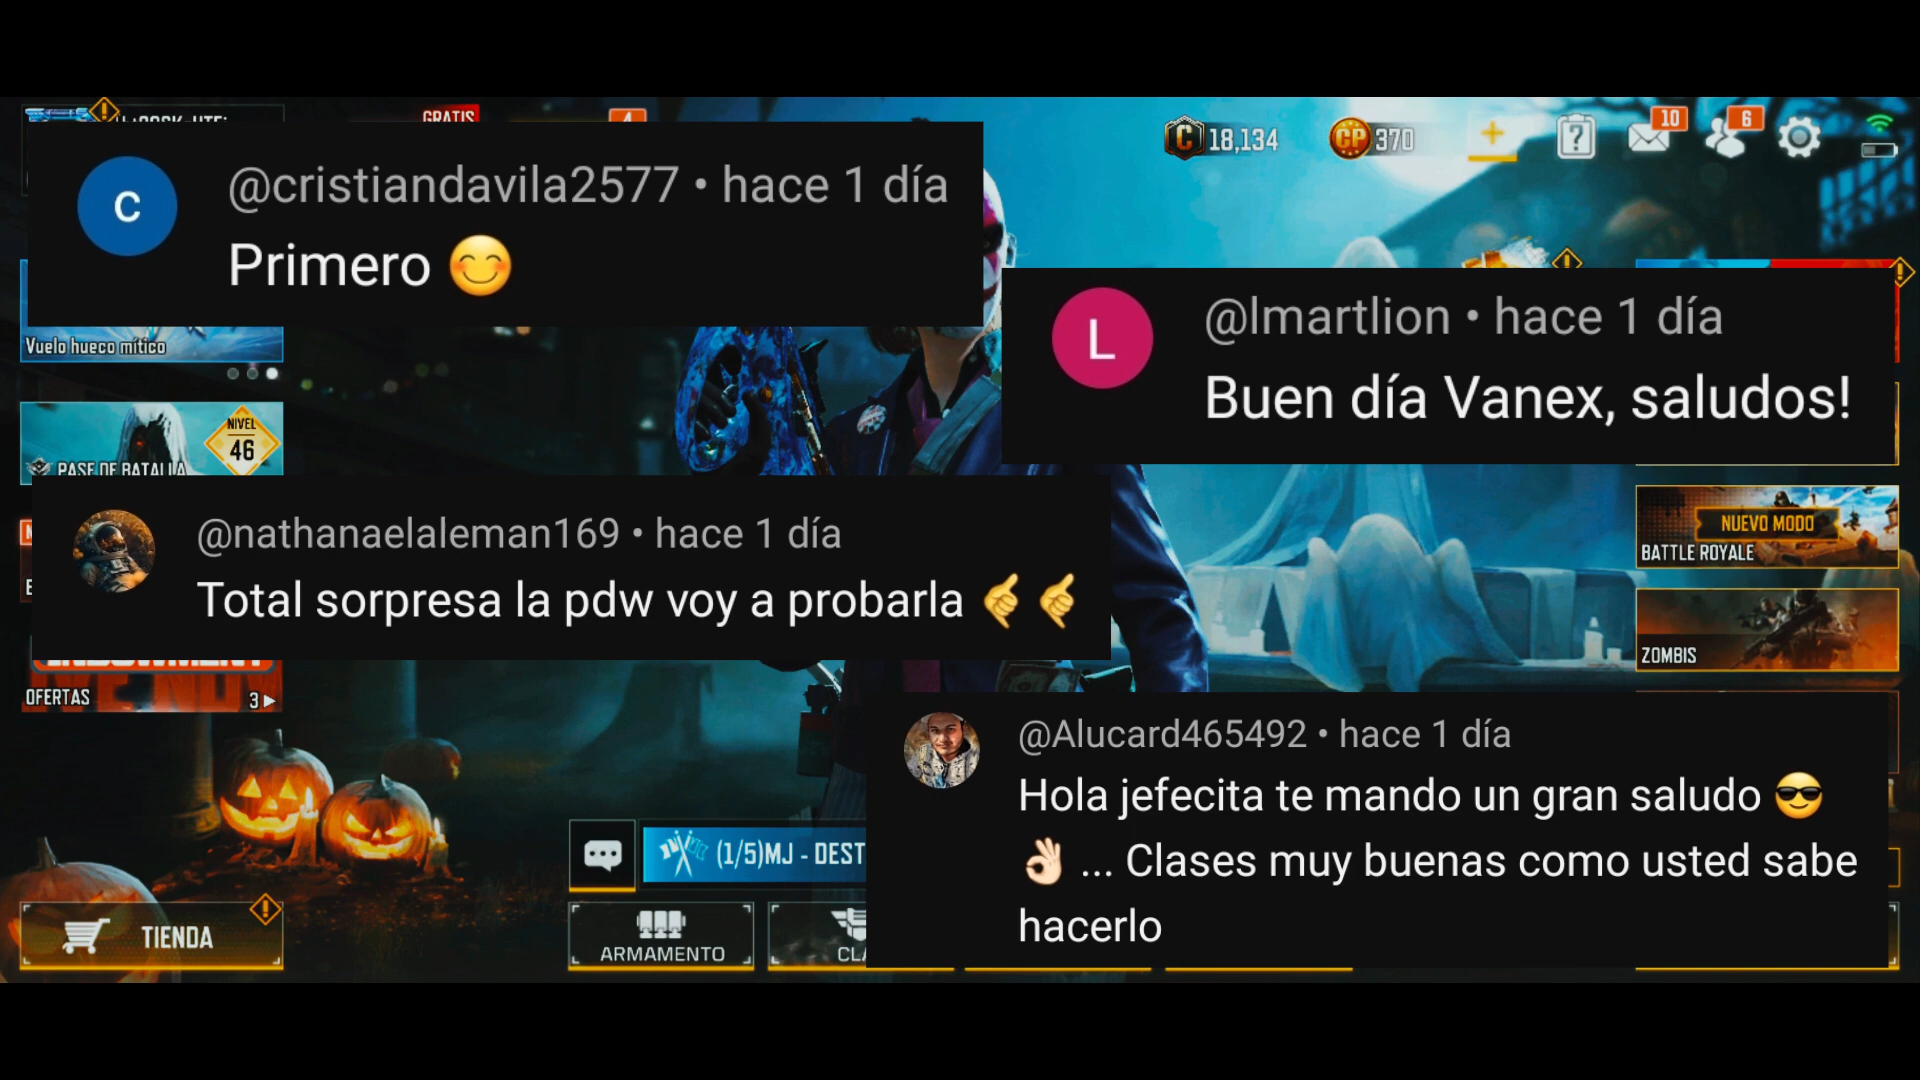 GRATIS
4
18,134
CP 370
10
6
C
@cristiandavila2577 • hace 1 día
Primero 😊
Vuelo hueco mítico
L
@lmartlion • hace 1 día
Buen día Vanex, saludos!
NIVEL
46
PASE DE BATALLA
@nathanaelaleman169 • hace 1 día
Total sorpresa la pdw voy a probarla 🤙🤙
NUEVO MODO
BATTLE ROYALE
ZOMBIS
OFERTAS
3
@Alucard465492 • hace 1 día
Hola jefecita te mando un gran saludo 😎
👌🏻 ... Clases muy buenas como usted sabe
hacerlo
(1/5)MJ - DEST
TIENDA
ARMAMENTO
CLA